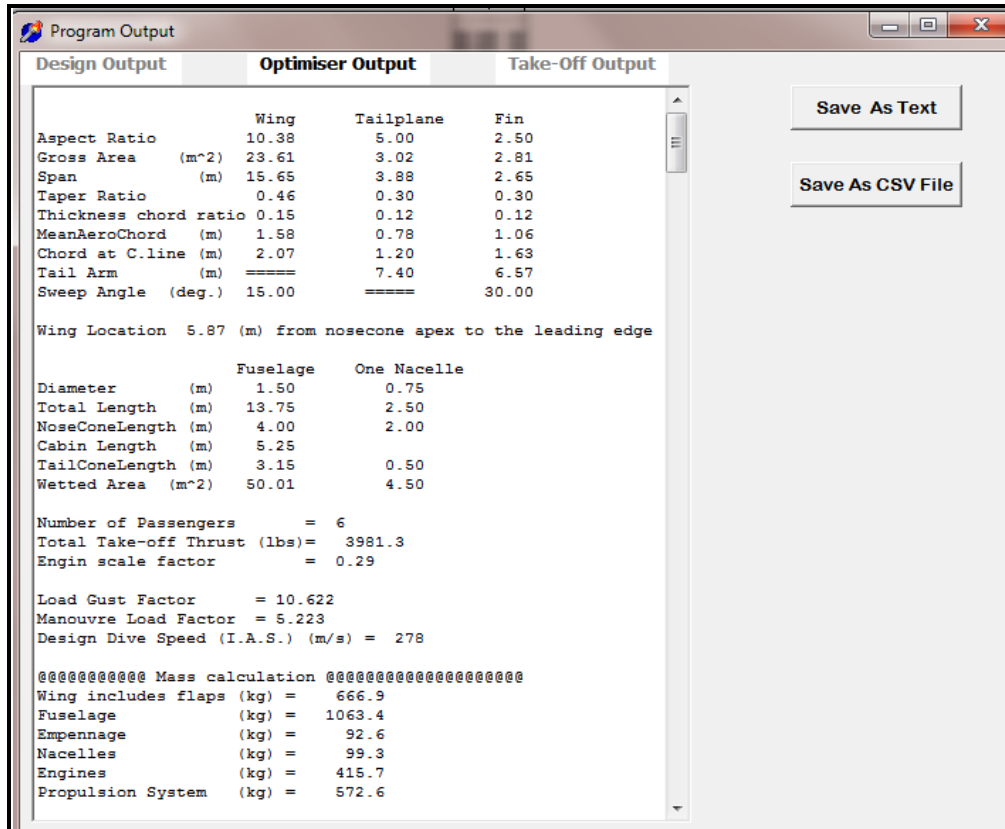 Program Output
Design Output Optimiser Output Take-Off Output
Save As Text
Save As CSV File
Wing Tailplane Fin
Aspect Ratio 10.38 5.00 2.50
Gross Area (m^2) 23.61 3.02 2.81
Span (m) 15.65 3.88 2.65
Taper Ratio 0.46 0.30 0.30
Thickness chord ratio 0.15 0.12 0.12
MeanAeroChord (m) 1.58 0.78 1.06
Chord at C.line (m) 2.07 1.20 1.63
Tail Arm (m) ===== 7.40 6.57
Sweep Angle (deg.) 15.00 ===== 30.00
Wing Location 5.87 (m) from nosecone apex to the leading edge
Fuselage One Nacelle
Diameter (m) 1.50 0.75
Total Length (m) 13.75 2.50
NoseConeLength (m) 4.00 2.00
Cabin Length (m) 5.25
TailConeLength (m) 3.15 0.50
Wetted Area (m^2) 50.01 4.50
Number of Passengers = 6
Total Take-off Thrust (lbs)= 3981.3
Engin scale factor = 0.29
Load Gust Factor = 10.622
Manouvre Load Factor = 5.223
Design Dive Speed (I.A.S.) (m/s) = 278
@@@@@@@@@@@ Mass calculation @@@@@@@@@@@@@@@@@@@@
Wing includes flaps (kg) = 666.9
Fuselage (kg) = 1063.4
Empennage (kg) = 92.6
Nacelles (kg) = 99.3
Engines (kg) = 415.7
Propulsion System (kg) = 572.6